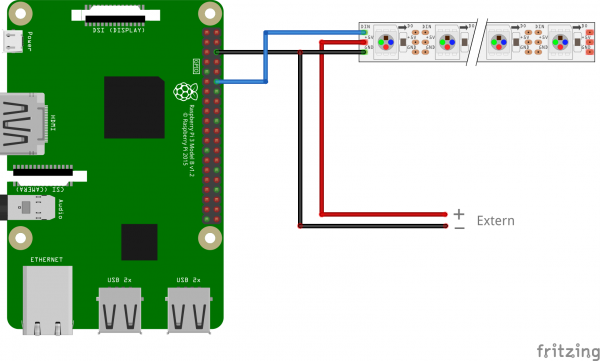 DSI (DISPLAY)
Power
HDMI
GPIO
Raspberry Pi 3 Model B v1.2
© Raspberry Pi 2015
CSI (CAMERA)
Audio
ETHERNET
USB 2x
USB 2x
DIN
+5V
GND
DO
+5V
GND
DIN
+5V
GND
DO
+5V
GND
DIN
+5V
GND
DO
+5V
GND
+
−
Extern
fritzing